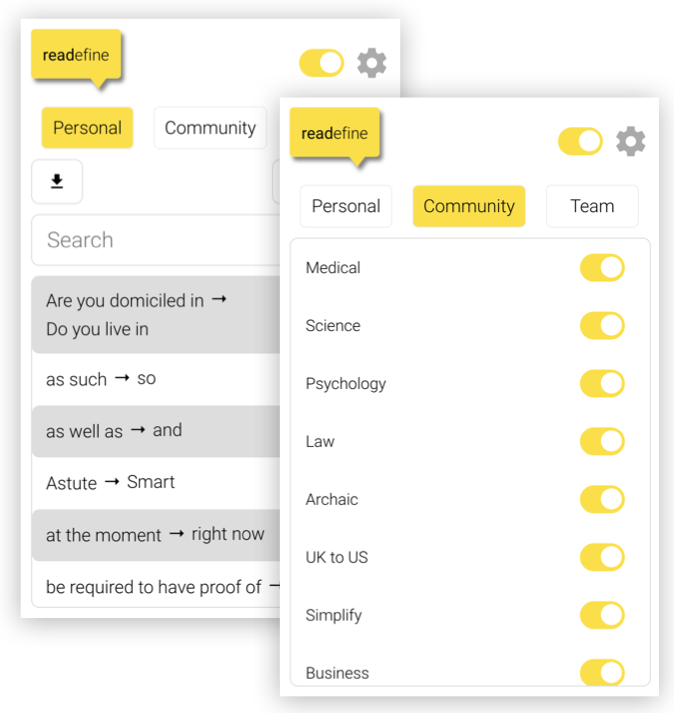 readefine
Personal
Community
Search
Are you domiciled in →
Do you live in
as such → so
as well as → and
Astute → Smart
at the moment → right now
be required to have proof of →
readefine
Personal
Community
Team
Medical
Science
Psychology
Law
Archaic
UK to US
Simplify
Business